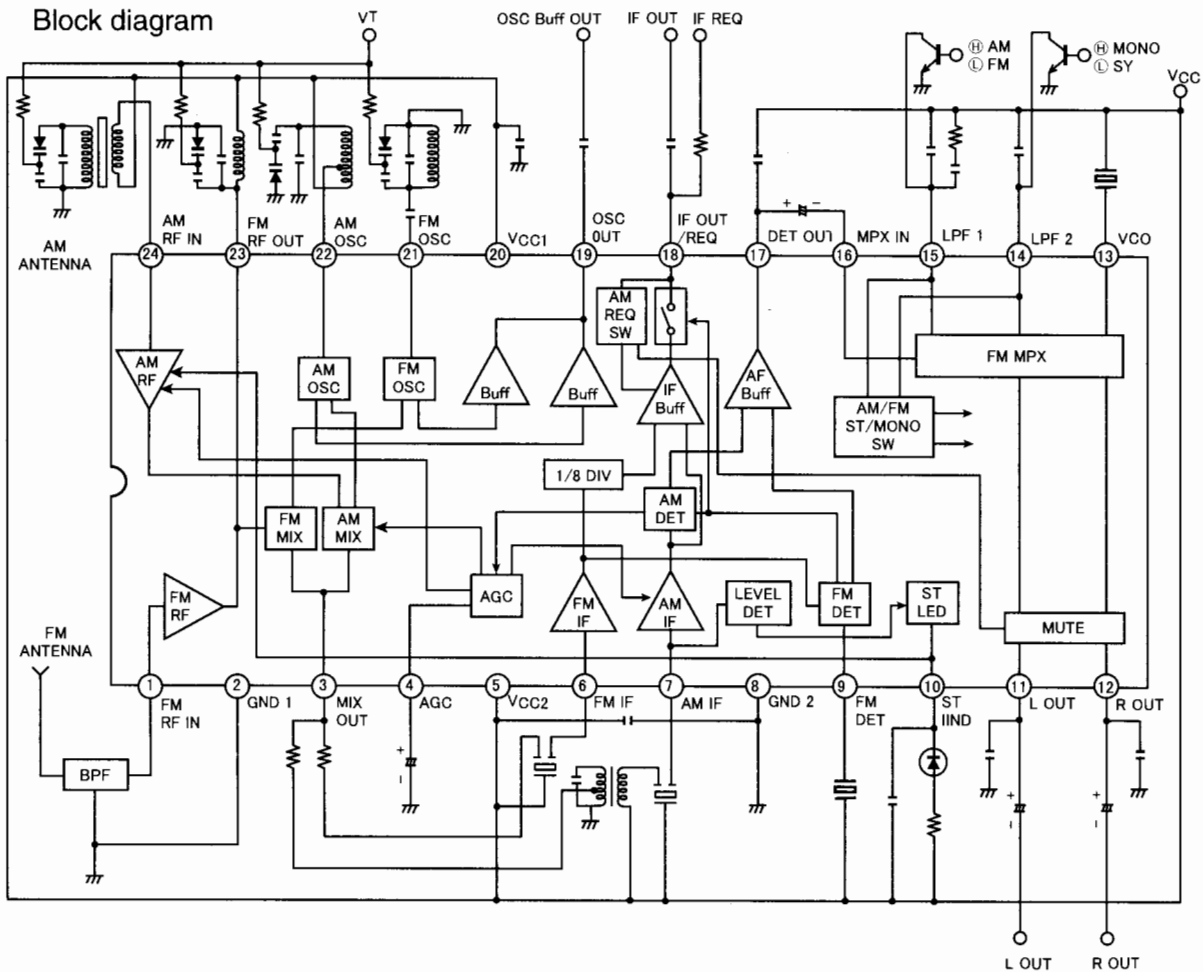 Block diagram
VT
OSC Buff OUT
IF OUT
IF REQ
Ⓗ AM
Ⓛ FM
Ⓗ MONO
Ⓛ SY
VCC
AM ANTENNA
AM RF IN
FM RF OUT
AM OSC
FM OSC
VCC1
OSC OUT
IF OUT /REQ
DET OUT
MPX IN
LPF 1
LPF 2
VCO
24
23
22
21
20
19
18
17
16
15
14
13
AM RF
AM OSC
FM OSC
Buff
Buff
AM REQ SW
IF Buff
AF Buff
FM MPX
AM/FM
ST/MONO
SW
1/8 DIV
FM MIX
AM MIX
AM DET
FM RF
AGC
FM IF
AM IF
LEVEL DET
FM DET
ST LED
MUTE
FM ANTENNA
1
2
3
4
5
6
7
8
9
10
11
12
FM RF IN
GND 1
MIX OUT
AGC
VCC2
FM IF
AM IF
GND 2
FM DET
ST IIND
L OUT
R OUT
BPF
+
-
+
-
+
-
+
-
L OUT
R OUT